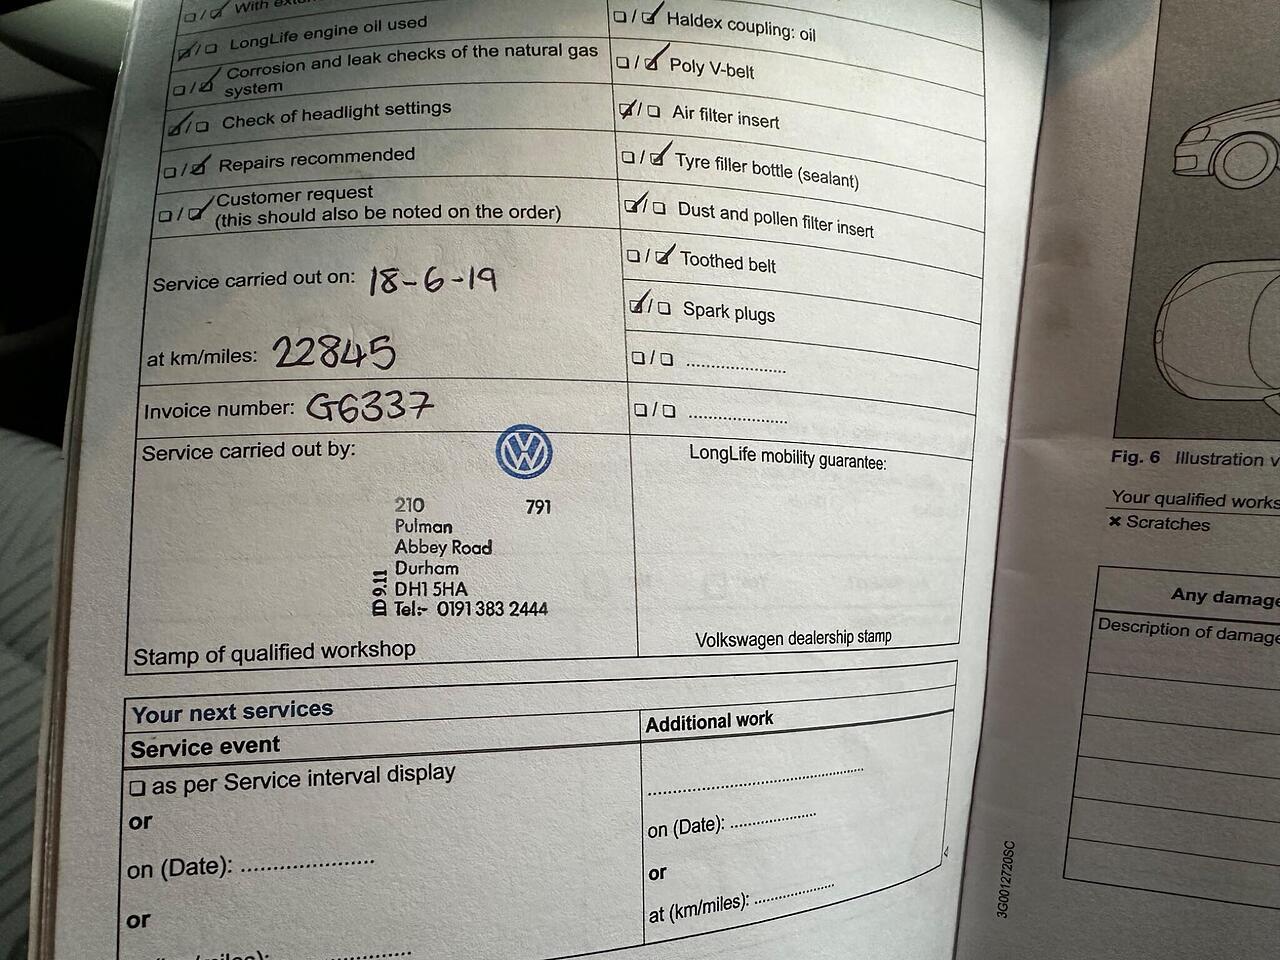 ☐/☑ With
☑/☐ LongLife engine oil used
☐/☑ Corrosion and leak checks of the natural gas
system
☑/☐ Check of headlight settings
☐/☑ Repairs recommended
☐/☑ Customer request
(this should also be noted on the order)
Service carried out on: 18-6-19
at km/miles: 22845
Invoice number: G6337
Service carried out by:
VW
210 791
Pulman
Abbey Road
Durham
DH1 5HA
Tel:- 0191 383 2444
ID 9.11
Stamp of qualified workshop
☐/☑ Haldex coupling: oil
☐/☑ Poly V-belt
☑/☐ Air filter insert
☐/☑ Tyre filler bottle (sealant)
☑/☐ Dust and pollen filter insert
☐/☑ Toothed belt
☑/☐ Spark plugs
☐/☐ ....................
☐/☐ ....................
LongLife mobility guarantee:
Volkswagen dealership stamp
Your next services
Service event
☐ as per Service interval display
or
on (Date): ......................
or
Additional work
...........................................
on (Date): .................
or
at (km/miles): ................
3G0012720SC
Fig. 6 Illustration
Your qualified
✖ Scratches
Any
Description of